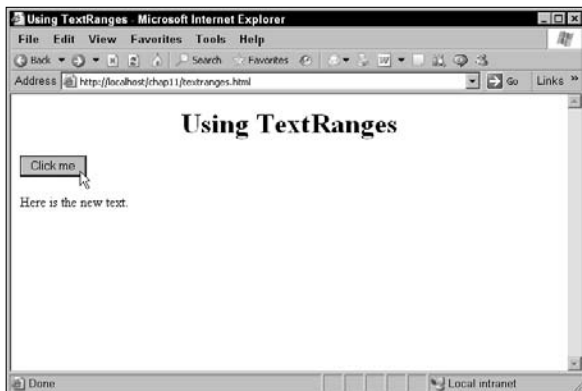 Using TextRanges - Microsoft Internet Explorer
File Edit View Favorites Tools Help
Back Search Favorites
Address http://localhost/chap11/textranges.html Go Links »
Using TextRanges
Click me
Here is the new text.
Done Local intranet